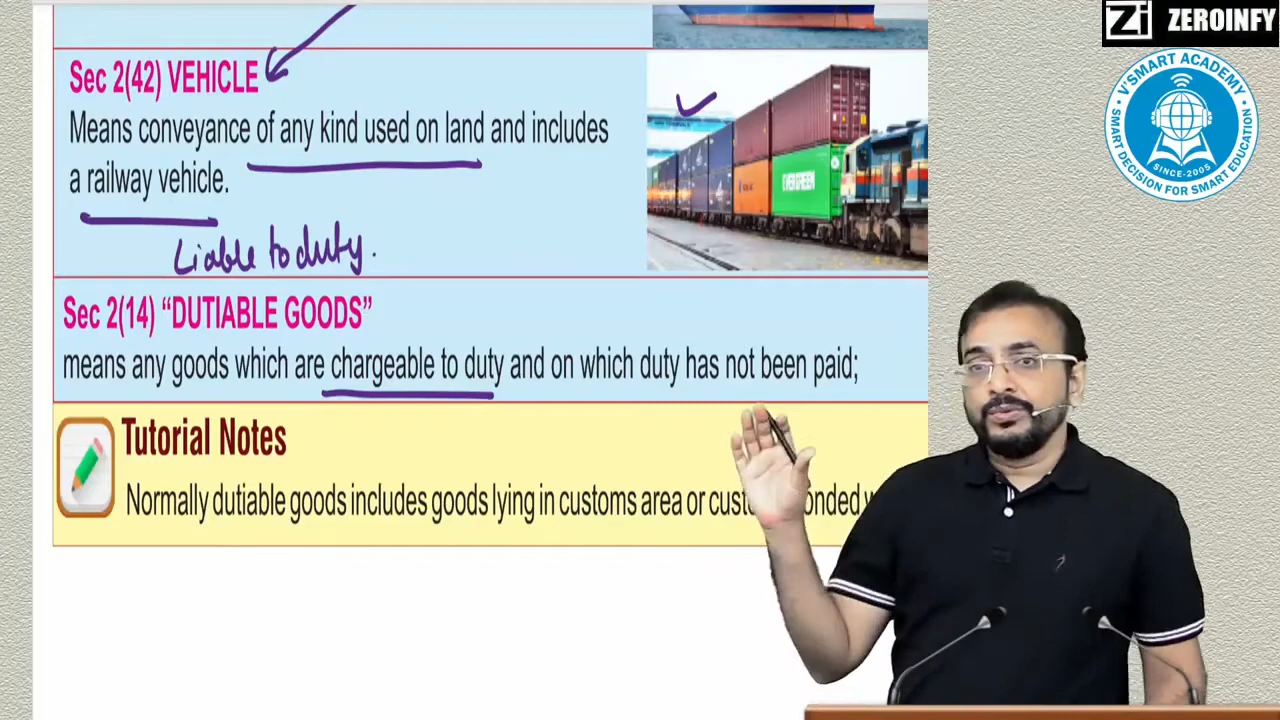 Zi ZEROINFY
Sec 2(42) VEHICLE
Means conveyance of any kind used on land and includes
a railway vehicle.
Liable to duty.
EVERGREEN
V'SMART ACADEMY
SINCE-2005
SMART DECISION FOR SMART EDUCATION
Sec 2(14) “DUTIABLE GOODS”
means any goods which are chargeable to duty and on which duty has not been paid;
Tutorial Notes
Normally dutiable goods includes goods lying in customs area or